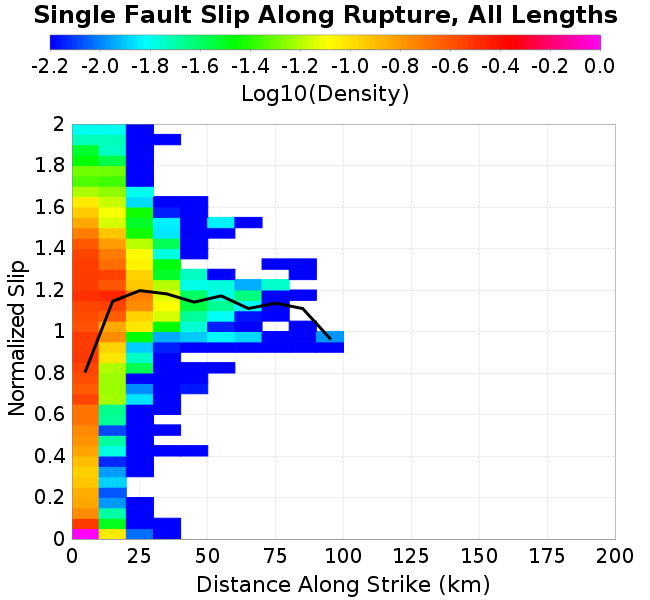 Single Fault Slip Along Rupture, All Lengths
-2.2 -2.0 -1.8 -1.6 -1.4 -1.2 -1.0 -0.8 -0.6 -0.4 -0.2 0.0
Log10(Density)
Normalized Slip
2
1.8
1.6
1.4
1.2
1
0.8
0.6
0.4
0.2
0
0 25 50 75 100 125 150 175 200
Distance Along Strike (km)